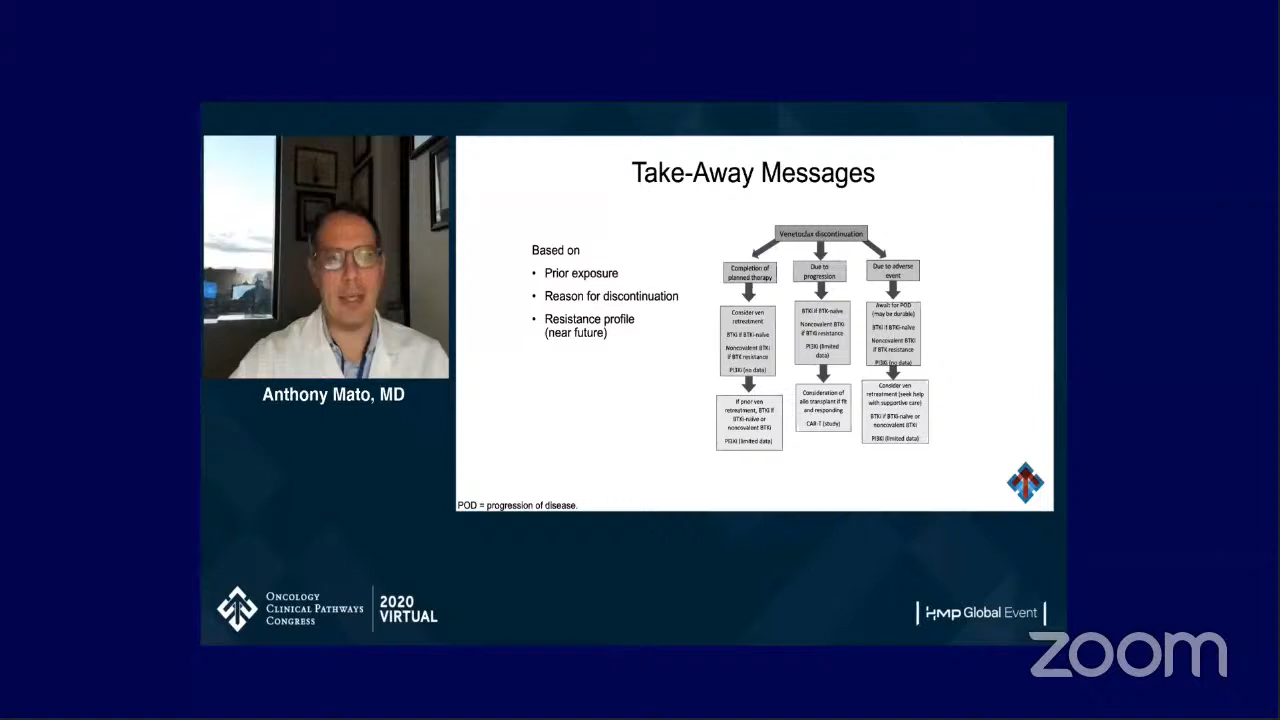 Take-Away Messages
Based on
• Prior exposure
• Reason for discontinuation
• Resistance profile
(near future)
Venetoclax discontinuation
Completion of
planned therapy
Consider ven
retreatment
BTKi if BTKi-naive
Noncovalent BTKi
if BTK resistance
PI3Ki (no data)
If prior ven
retreatment, BTKi if
BTKi-naive or
noncovalent BTKi
PI3Ki (limited data)
Due to
progression
BTKi if BTK-naive
Noncovalent BTKi
if BTKi resistance
PI3Ki (limited
data)
Consideration of
allo transplant if fit
and responding
CAR-T (study)
Due to adverse
event
Await for POD
(may be durable)
BTKi if BTKi-naive
Noncovalent BTKi
if BTK resistance
PI3Ki (no data)
Consider ven
retreatment (seek help
with supportive care)
BTKi if BTKi-naive or
noncovalent BTKi
PI3Ki (limited data)
POD = progression of disease.
Anthony Mato, MD
ONCOLOGY
CLINICAL PATHWAYS
CONGRESS
2020
VIRTUAL
HMP Global Event
zoom